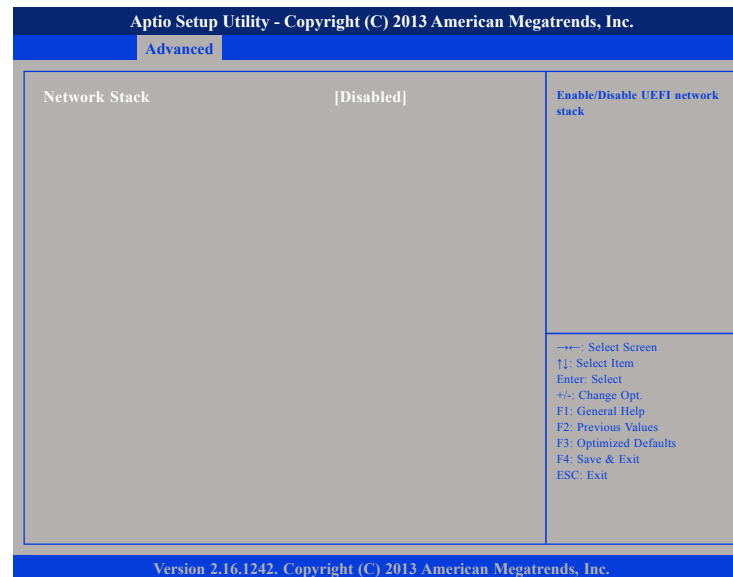 Aptio Setup Utility - Copyright (C) 2013 American Megatrends, Inc.
Advanced
Network Stack [Disabled]
Enable/Disable UEFI network
stack
→←: Select Screen
↑↓: Select Item
Enter: Select
+/-: Change Opt.
F1: General Help
F2: Previous Values
F3: Optimized Defaults
F4: Save & Exit
ESC: Exit
Version 2.16.1242. Copyright (C) 2013 American Megatrends, Inc.